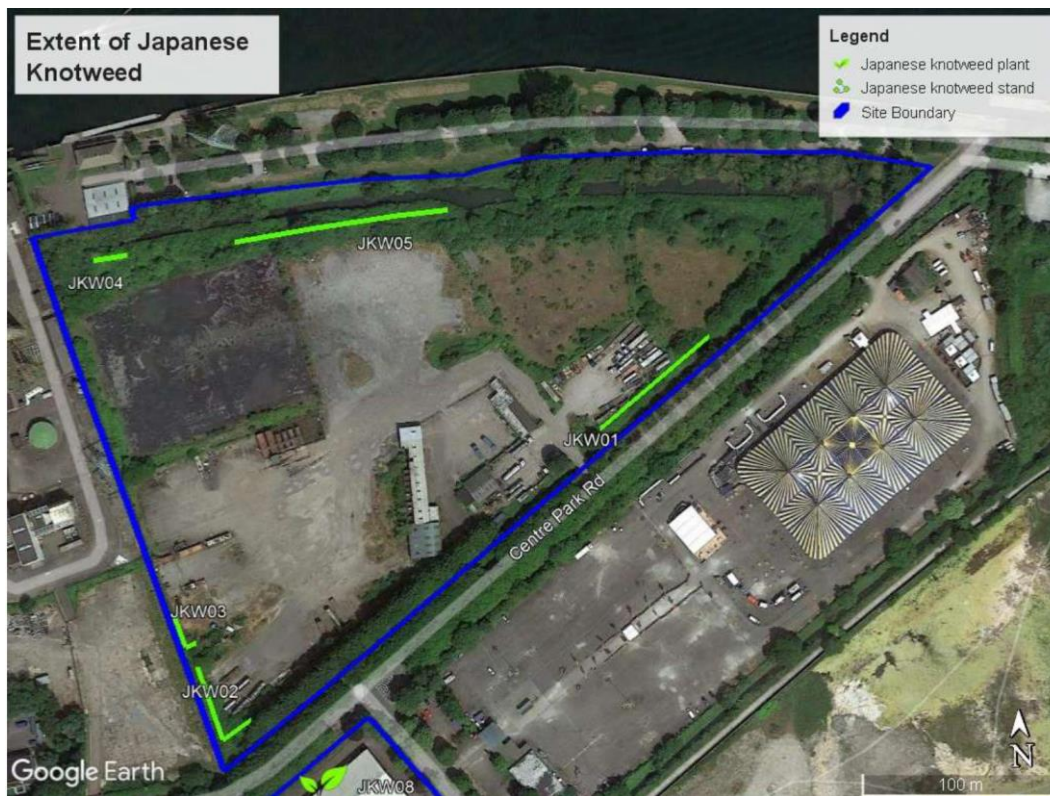 Extent of Japanese
Knotweed
Legend
Japanese knotweed plant
Japanese knotweed stand
Site Boundary
JKW05
JKW04
JKW01
Centre Park Rd
JKW03
JKW02
JKW08
Google Earth
N
100 m